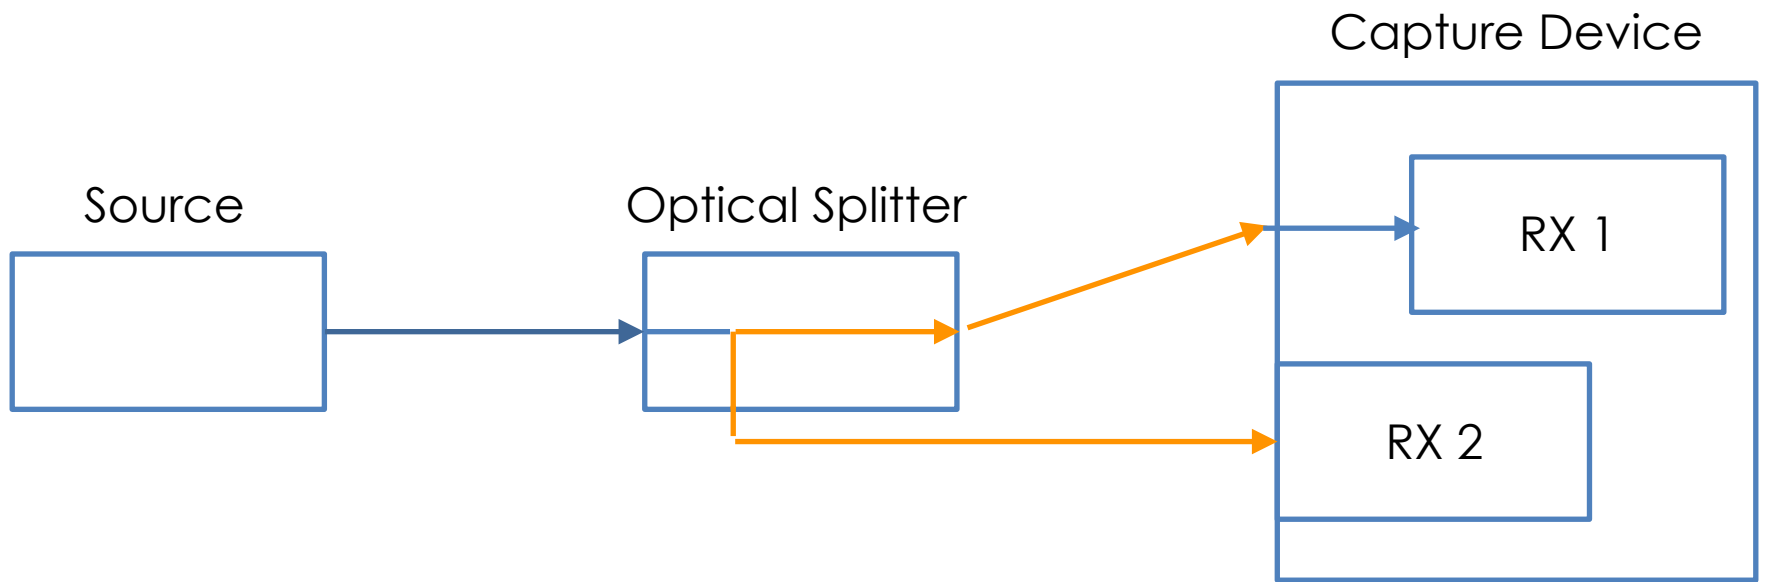 Capture Device
Source
Optical Splitter
RX 1
RX 2